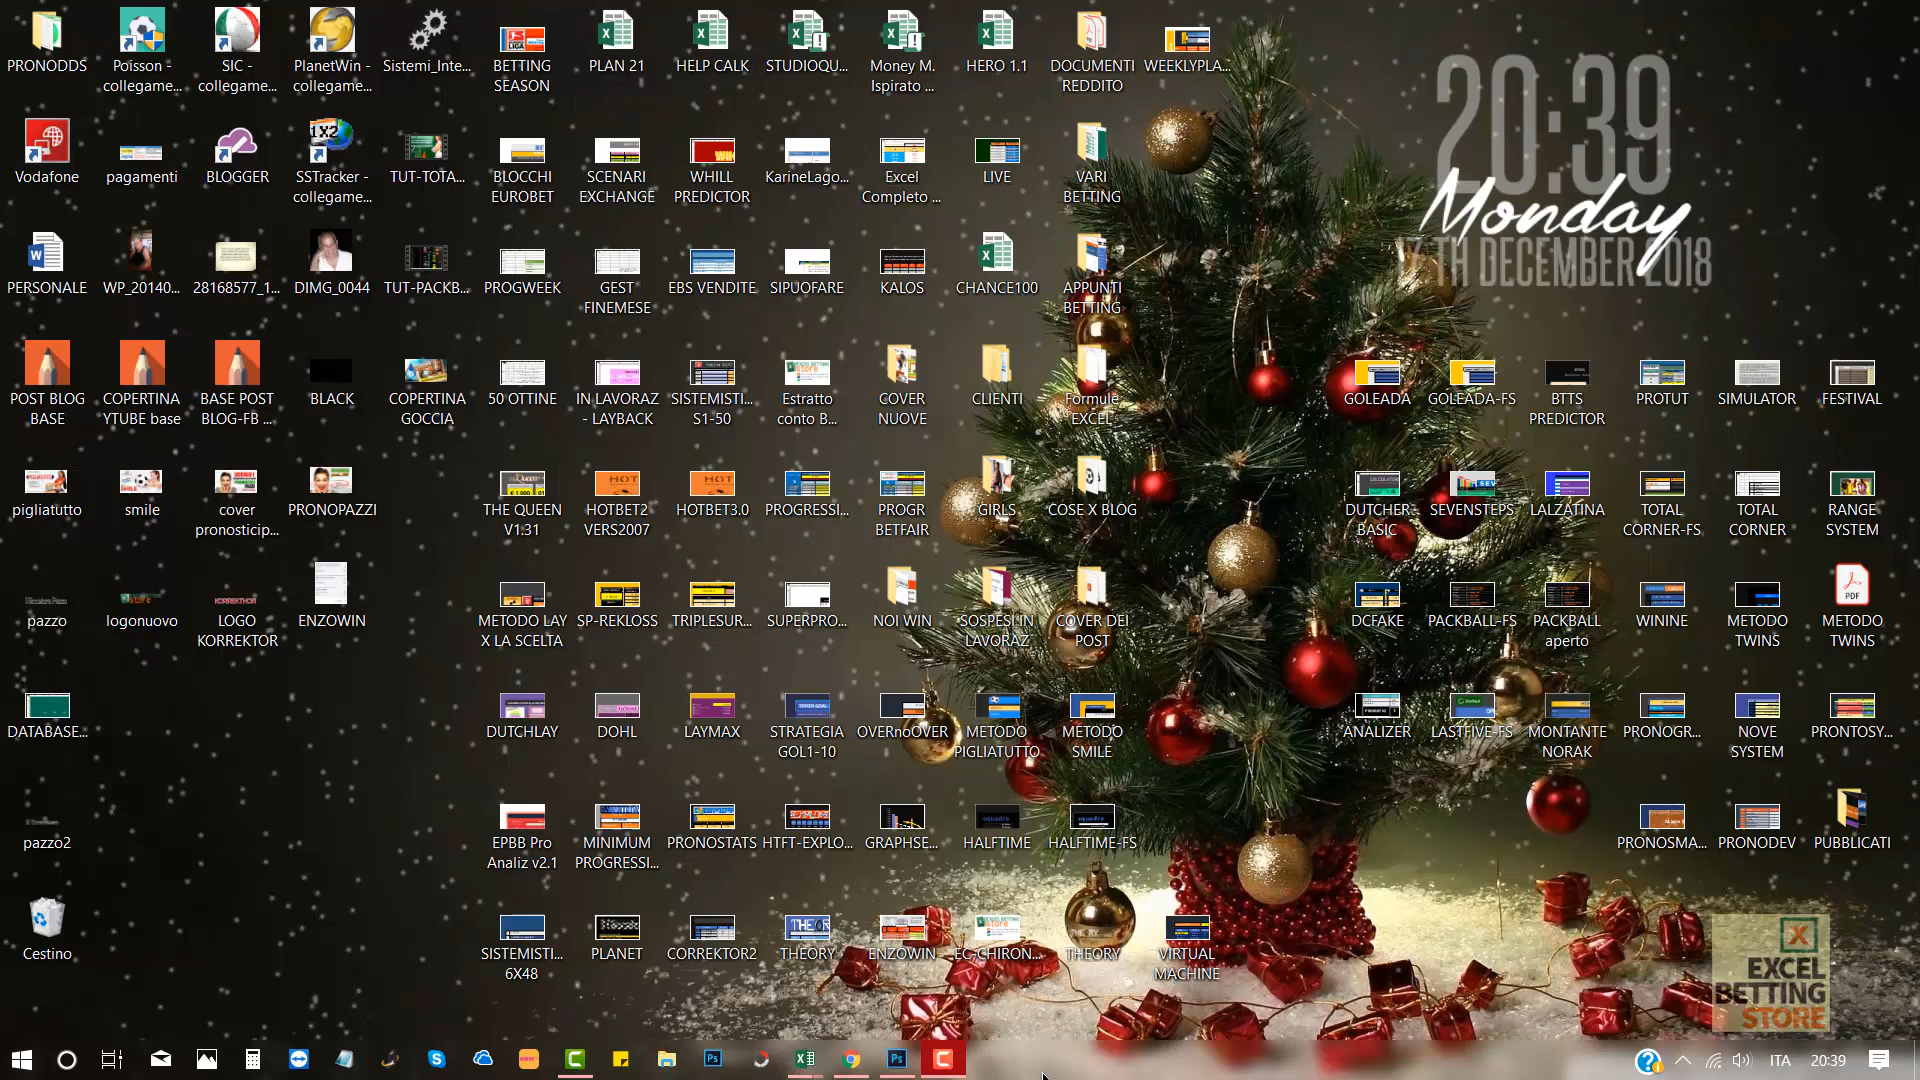 PRONODDS
Poisson -
collegame...
SIC -
collegame...
PlanetWin -
collegame...
Sistemi_Inte...
BETTING
SEASON
PLAN 21
HELP CALK
STUDIOQU...
Money M.
Ispirato ...
HERO 1.1
DOCUMENTI
REDDITO
WEEKLYPLA...
20:39
Monday
TH DECEMBER 2018
Vodafone
pagamenti
BLOGGER
1X2
SSTracker -
collegame...
TUT-TOTA...
BLOCCHI
EUROBET
SCENARI
EXCHANGE
WHILL
PREDICTOR
KarineLago...
Excel
Completo ...
LIVE
VARI
BETTING
PERSONALE
WP_20140...
28168577_1...
DIMG_0044
TUT-PACKB...
PROGWEEK
GEST
FINEMESE
EBS VENDITE
SIPUOFARE
KALOS
CHANCE100
APPUNTI
BETTING
POST BLOG
BASE
COPERTINA
YTUBE base
BASE POST
BLOG-FB ...
BLACK
COPERTINA
GOCCIA
50 OTTINE
IN LAVORAZ
- LAYBACK
SISTEMISTI...
S1-50
Estratto
conto B...
COVER
NUOVE
CLIENTI
Formule
EXCEL
GOLEADA
GOLEADA-FS
BTTS
PREDICTOR
PROTUT
SIMULATOR
FESTIVAL
pigliatutto
smile
cover
pronosticip...
PRONOPAZZI
THE QUEEN
V1.31
HOTBET2
VERS2007
HOTBET3.0
PROGRESSI...
PROGR
BETFAIR
GIRLS
COSE X BLOG
DUTCHER-
BASIC
SEVENSTEPS
LALZATINA
TOTAL
CORNER-FS
TOTAL
CORNER
RANGE
SYSTEM
pazzo
logonuovo
LOGO
KORREKTOR
ENZOWIN
METODO LAY
X LA SCELTA
SP-REKLOSS
TRIPLESUR...
SUPERPRO...
NOI WIN
SOSPESI IN
LAVORAZ
COVER DEI
POST
DCFAKE
PACKBALL-FS
PACKBALL
aperto
WININE
METODO
TWINS
PDF
METODO
TWINS
DATABASE...
DUTCHLAY
DOHL
LAYMAX
STRATEGIA
GOL1-10
OVERnoOVER
METODO
PIGLIATUTTO
METODO
SMILE
ANALIZER
LASTFIVE-FS
MONTANTE
NORAK
PRONOGR...
NOVE
SYSTEM
PRONTOSY...
pazzo2
EPBB Pro
Analiz v2.1
MINIMUM
PROGRESSI...
PRONOSTATS
HTFT-EXPLO...
GRAPHSE...
HALFTIME
HALFTIME-FS
PRONOSMA...
PRONODEV
PUBBLICATI
Cestino
SISTEMISTI...
6X48
PLANET
CORREKTOR2
THEORY
ENZOWIN
EC-CHIRON...
THEORY
VIRTUAL
MACHINE
EXCEL
BETTING
STORE
ITA
20:39